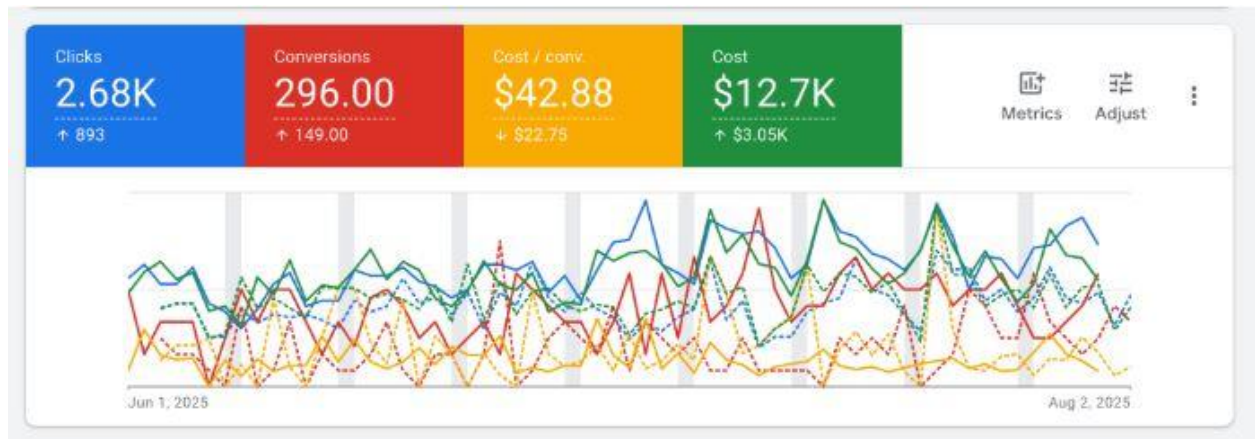 Clicks
2.68K
↑ 893
Conversions
296.00
↑ 149.00
Cost / conv.
$42.88
↓ $22.75
Cost
$12.7K
↑ $3.05K
Metrics
Adjust
Jun 1, 2025
Aug 2, 2025